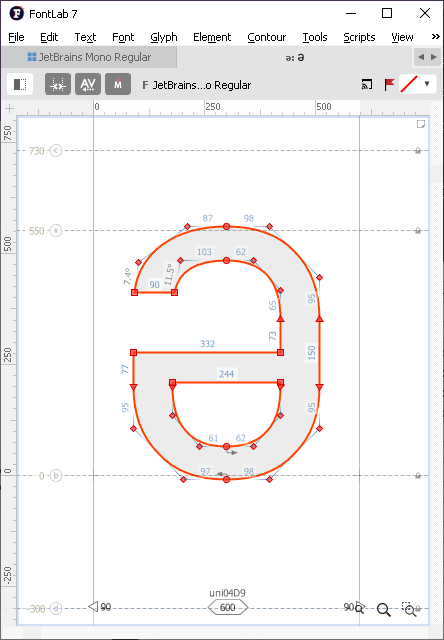 FontLab 7
File Edit Text Font Glyph Element Contour Tools Scripts View »
JetBrains Mono Regular ә: ә
F JetBrains...o Regular
0 250 500
750
730 c
87 98
550 x
500
103 62
7.4° 11.5°
90
65 95
332 73 150
250
77 244
95 95
61 62
97 98
0 0 b
-250
uni04D9
-300 d 90 600 90